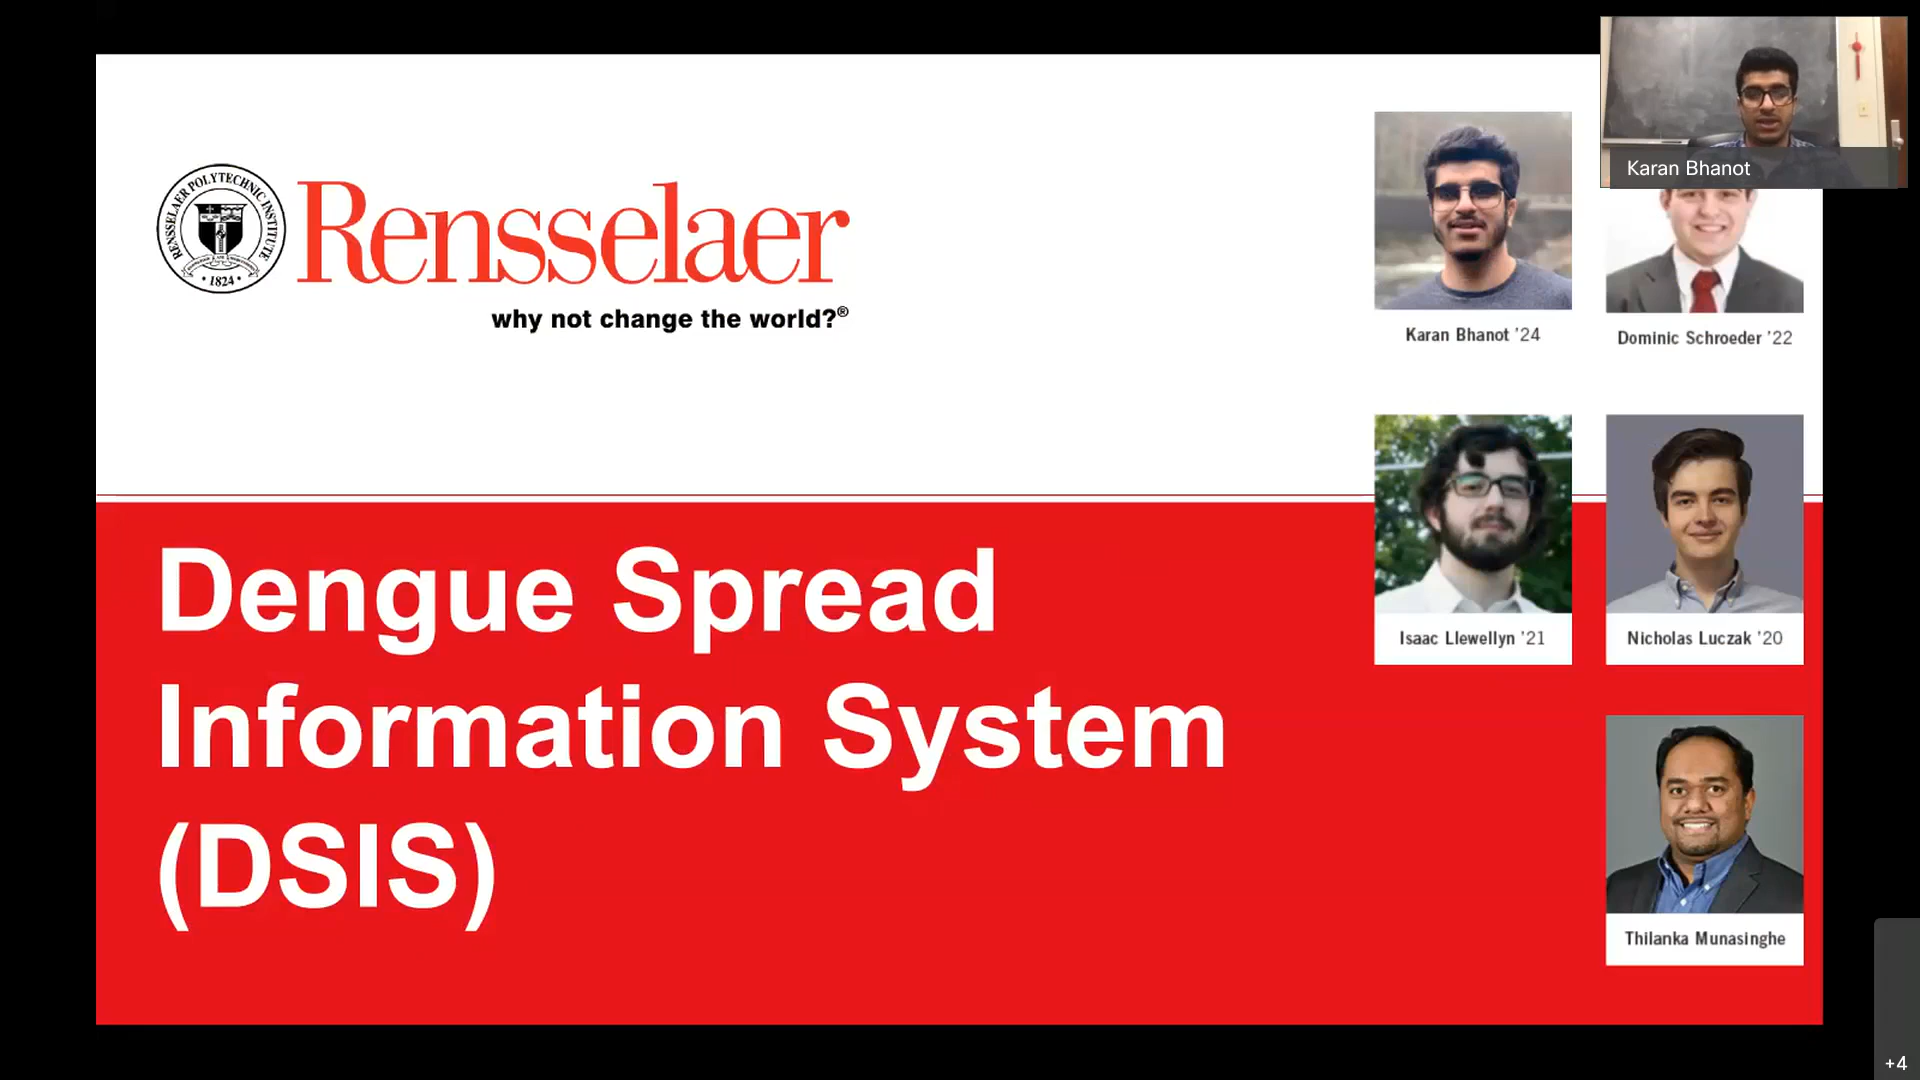 RENSSELAER POLYTECHNIC INSTITUTE
1824
Rensselaer
why not change the world?®
Karan Bhanot
Karan Bhanot '24
Dominic Schroeder '22
Isaac Llewellyn '21
Nicholas Luczak '20
Thilanka Munasinghe
Dengue Spread
Information System
(DSIS)
+4